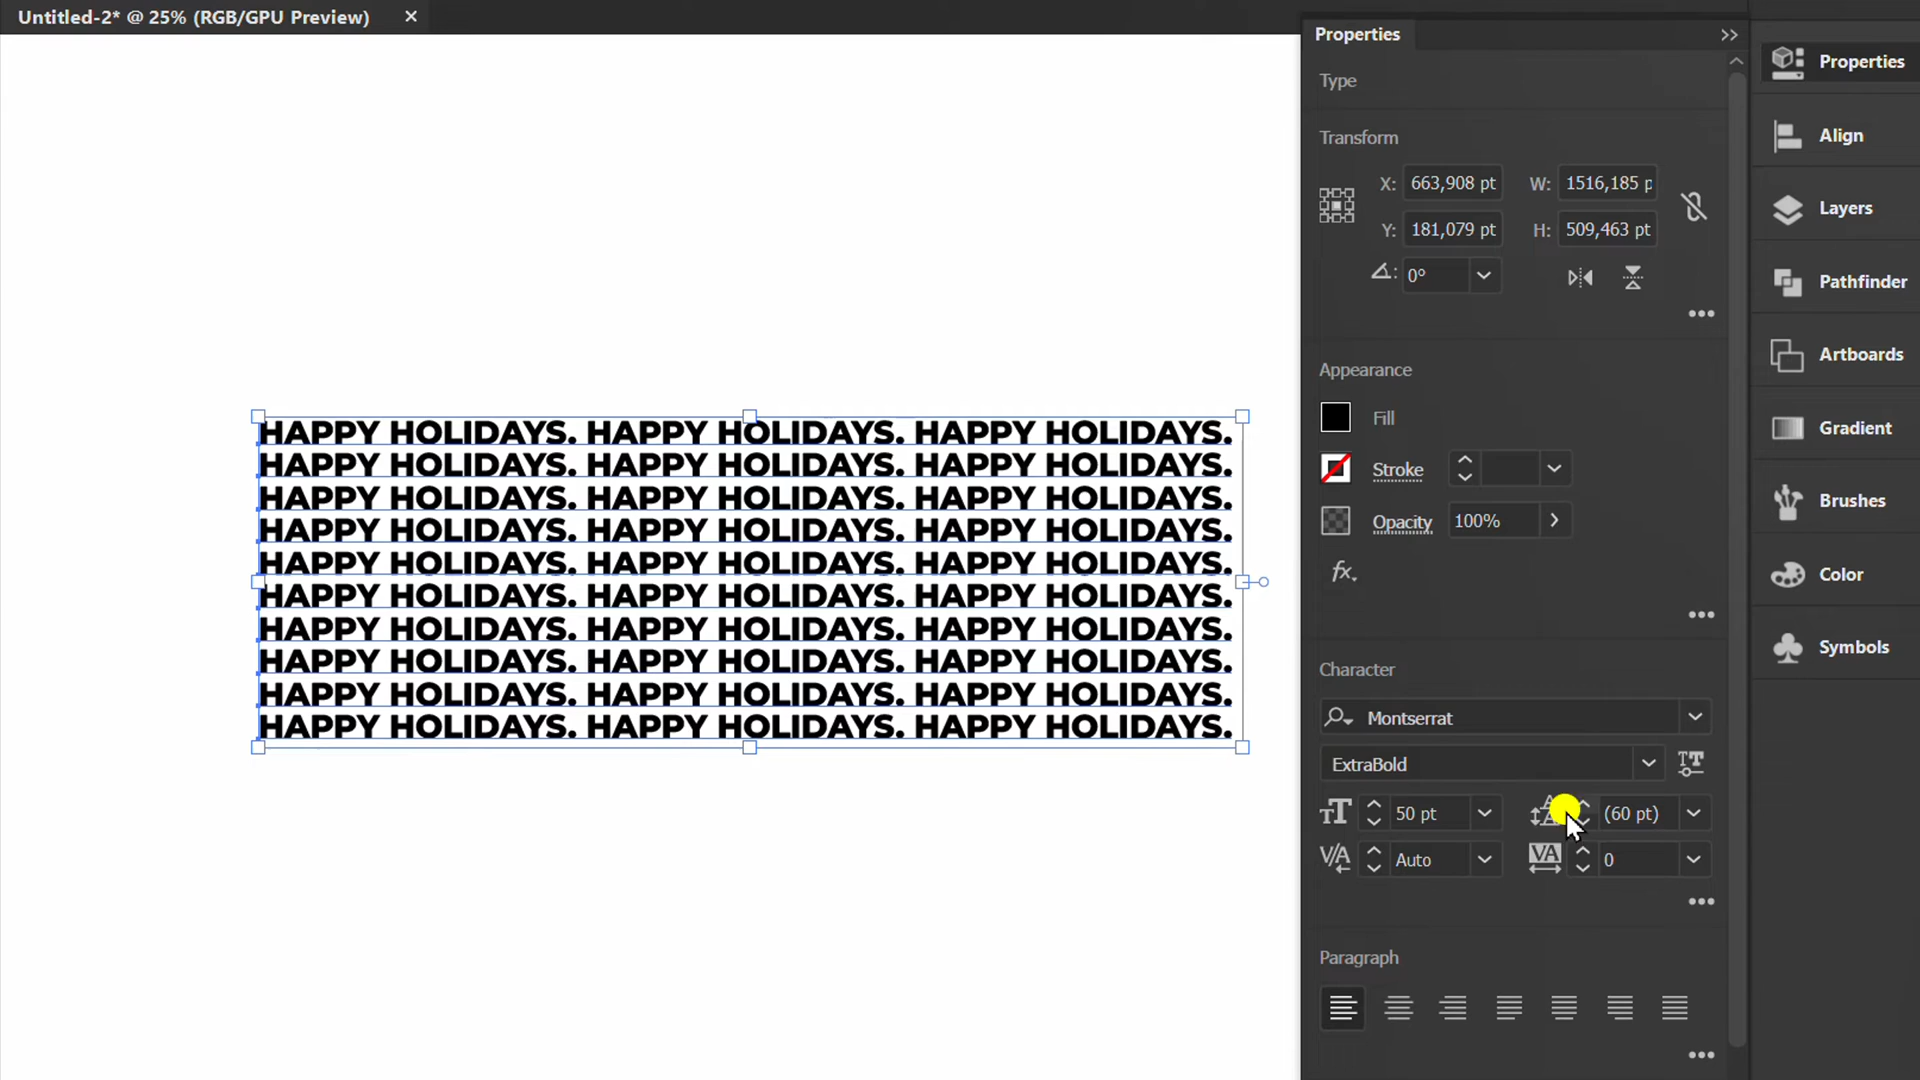 Untitled-2* @ 25% (RGB/GPU Preview)
Properties
Type
Transform
X: 663,908 pt W: 1516,185 p
Y: 181,079 pt H: 509,463 pt
0°
Appearance
Fill
Stroke
Opacity 100%
fx.
Character
Montserrat
ExtraBold
50 pt (60 pt)
Auto 0
Paragraph
Properties
Align
Layers
Pathfinder
Artboards
Gradient
Brushes
Color
Symbols
HAPPY HOLIDAYS. HAPPY HOLIDAYS. HAPPY HOLIDAYS.
HAPPY HOLIDAYS. HAPPY HOLIDAYS. HAPPY HOLIDAYS.
HAPPY HOLIDAYS. HAPPY HOLIDAYS. HAPPY HOLIDAYS.
HAPPY HOLIDAYS. HAPPY HOLIDAYS. HAPPY HOLIDAYS.
HAPPY HOLIDAYS. HAPPY HOLIDAYS. HAPPY HOLIDAYS.
HAPPY HOLIDAYS. HAPPY HOLIDAYS. HAPPY HOLIDAYS.
HAPPY HOLIDAYS. HAPPY HOLIDAYS. HAPPY HOLIDAYS.
HAPPY HOLIDAYS. HAPPY HOLIDAYS. HAPPY HOLIDAYS.
HAPPY HOLIDAYS. HAPPY HOLIDAYS. HAPPY HOLIDAYS.
HAPPY HOLIDAYS. HAPPY HOLIDAYS. HAPPY HOLIDAYS.